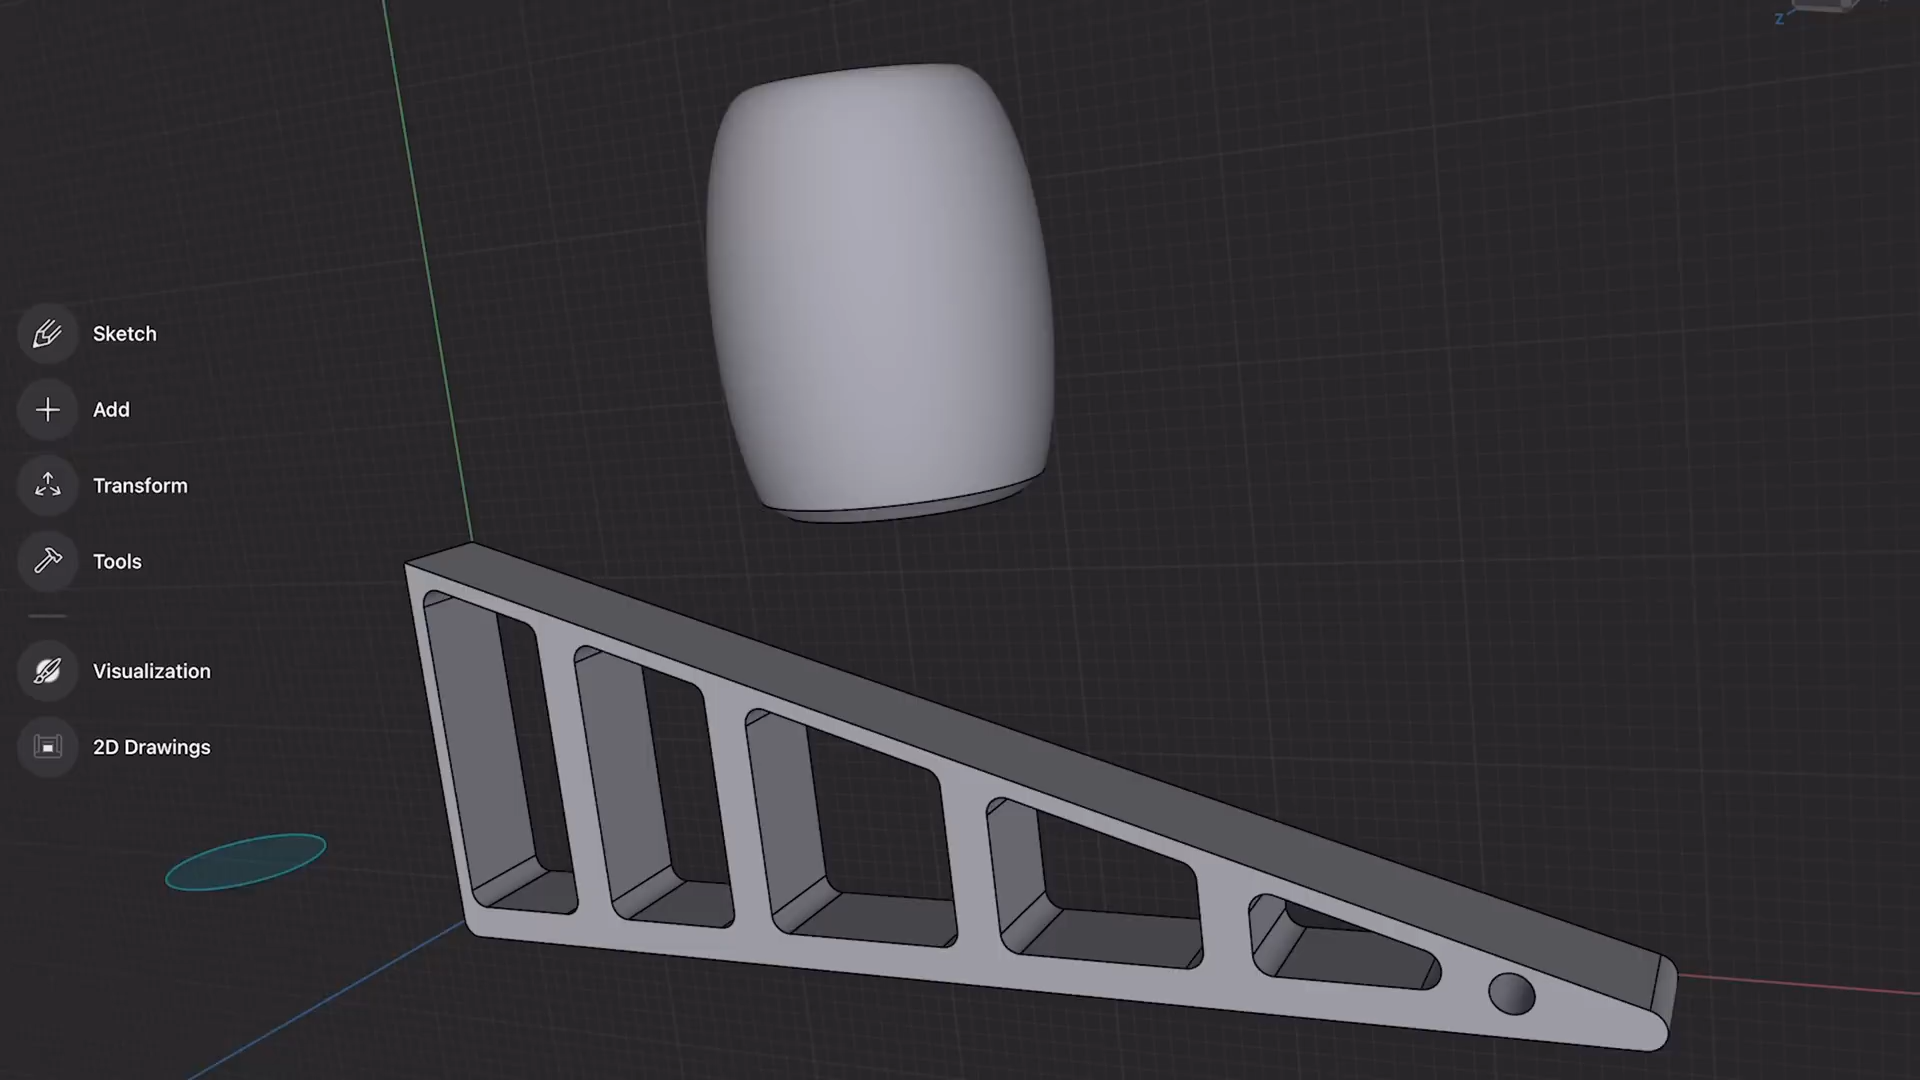 Z
Sketch
Add
Transform
Tools
Visualization
2D Drawings